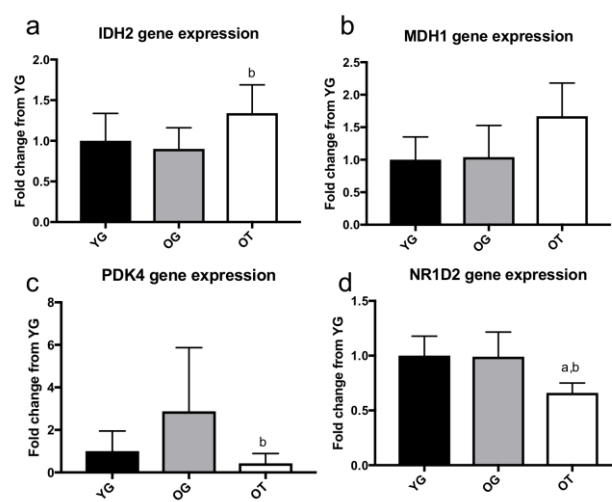 a
IDH2 gene expression
Fold change from YG
2.0
1.5
1.0
0.5
0.0
b
YG
OG
OT
b
MDH1 gene expression
Fold change from YG
2.5
2.0
1.5
1.0
0.5
0.0
YG
OG
OT
c
PDK4 gene expression
Fold change from YG
8
6
4
2
0
b
YG
OG
OT
d
NR1D2 gene expression
Fold change from YG
1.5
1.0
0.5
0.0
a,b
YG
OG
OT